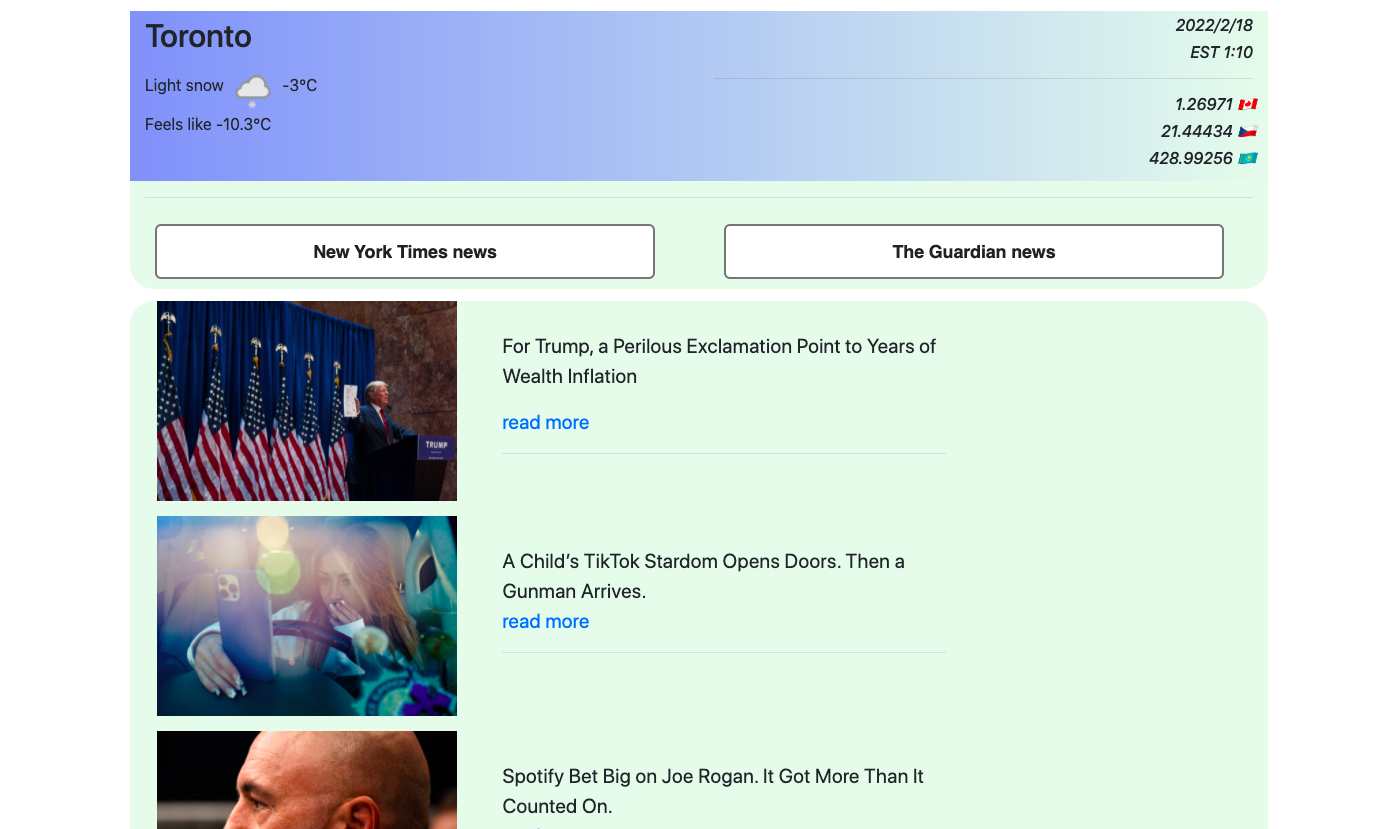 Toronto
2022/2/18
EST 1:10
Light snow -3°C
Feels like -10.3°C
1.26971
21.44434
428.99256
New York Times news
The Guardian news
For Trump, a Perilous Exclamation Point to Years of
Wealth Inflation
read more
TRUMP
A Child’s TikTok Stardom Opens Doors. Then a
Gunman Arrives.
read more
Spotify Bet Big on Joe Rogan. It Got More Than It
Counted On.